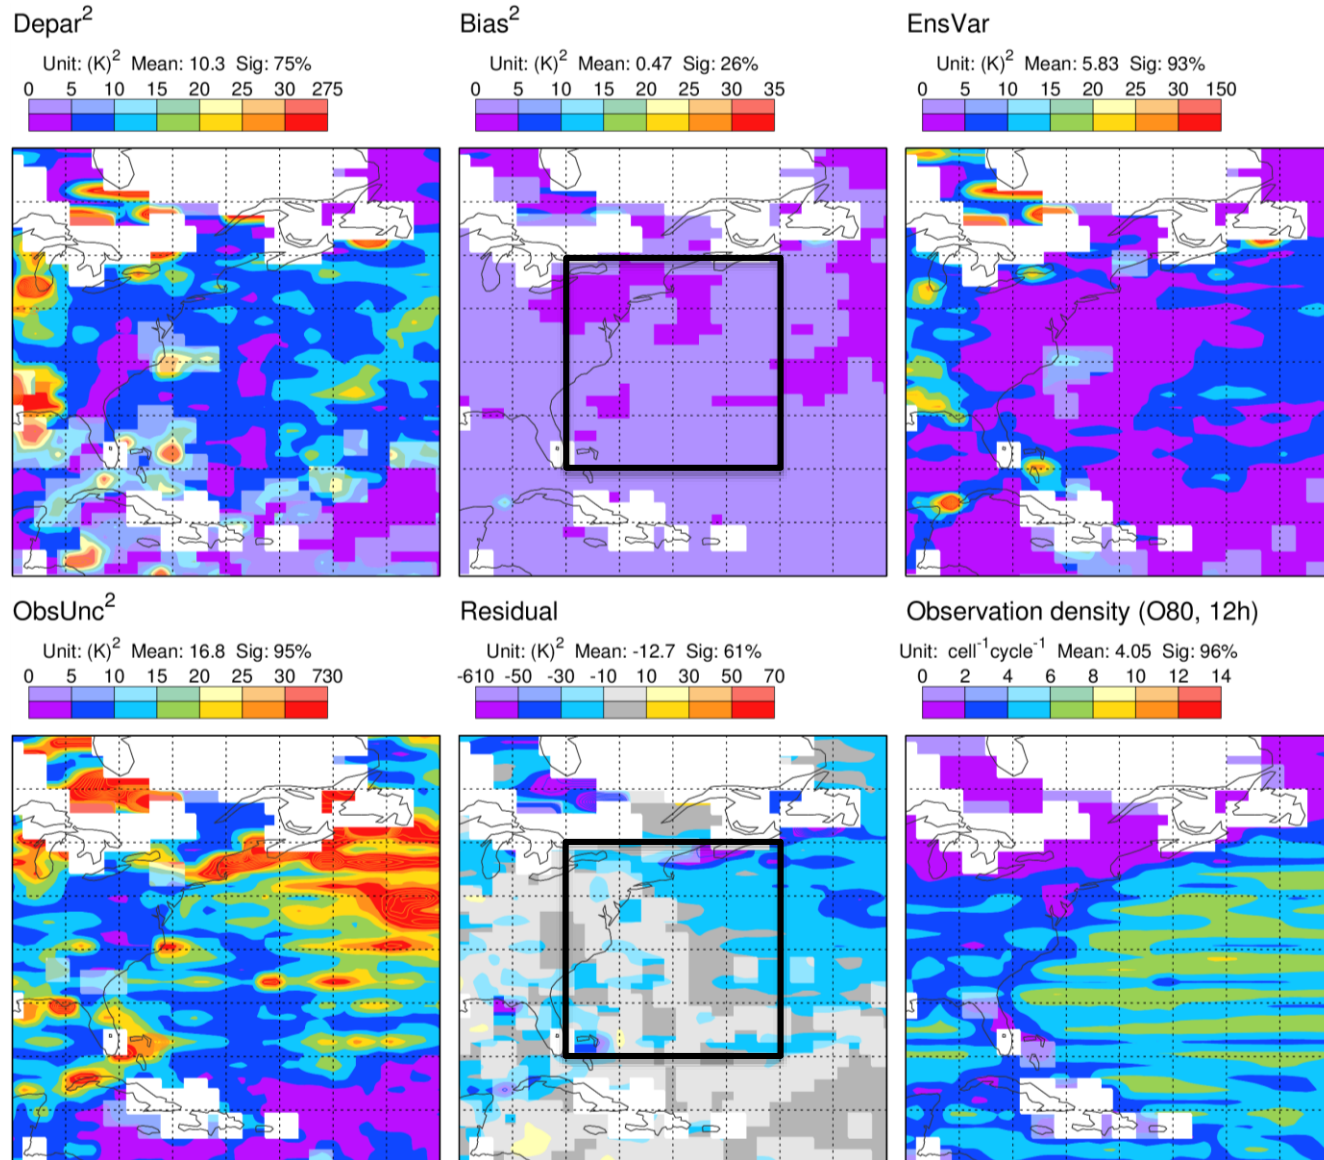 Depar²
Unit: (K)² Mean: 10.3 Sig: 75%
0 5 10 15 20 25 30 275
Bias²
Unit: (K)² Mean: 0.47 Sig: 26%
0 5 10 15 20 25 30 35
EnsVar
Unit: (K)² Mean: 5.83 Sig: 93%
0 5 10 15 20 25 30 150
ObsUnc²
Unit: (K)² Mean: 16.8 Sig: 95%
0 5 10 15 20 25 30 730
Residual
Unit: (K)² Mean: -12.7 Sig: 61%
-610 -50 -30 -10 10 30 50 70
Observation density (O80, 12h)
Unit: cell⁻¹cycle⁻¹ Mean: 4.05 Sig: 96%
0 2 4 6 8 10 12 14